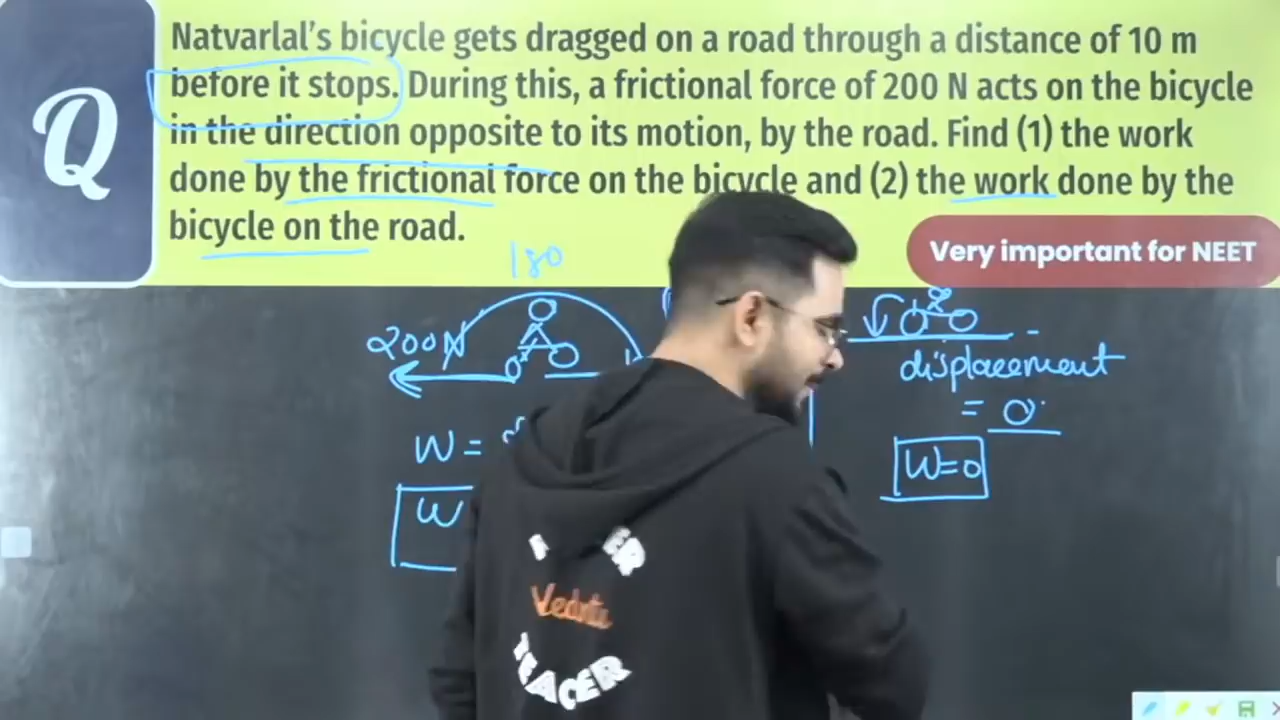 Q
Natvarlal's bicycle gets dragged on a road through a distance of 10 m
before it stops. During this, a frictional force of 200 N acts on the bicycle
in the direction opposite to its motion, by the road. Find (1) the work
done by the frictional force on the bicycle and (2) the work done by the
bicycle on the road.
Very important for NEET
180
200N
displacement
= 0
W =
W=0
W
Vedantu
TEACER